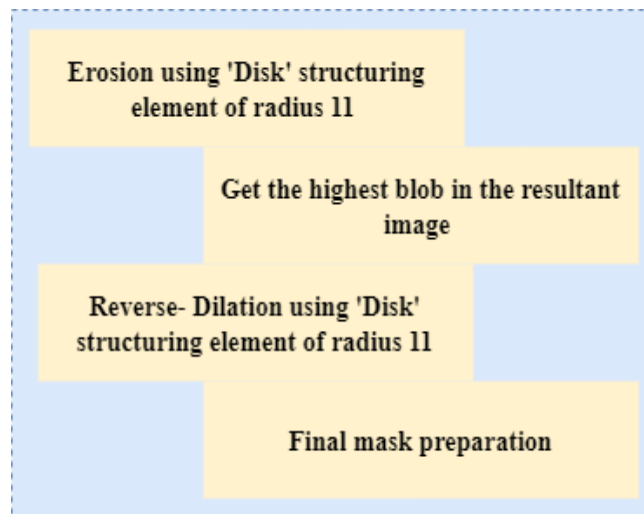 Erosion using 'Disk' structuring
element of radius 11
Get the highest blob in the resultant
image
Reverse- Dilation using 'Disk'
structuring element of radius 11
Final mask preparation